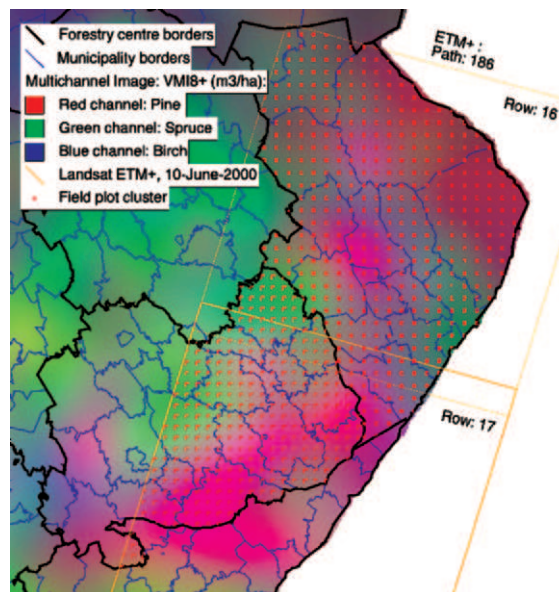 Forestry centre borders
Municipality borders
Multichannel Image: VMI8+ (m3/ha):
Red channel: Pine
Green channel: Spruce
Blue channel: Birch
Landsat ETM+, 10-June-2000
Field plot cluster
ETM+ :
Path: 186
Row: 16
Row: 17